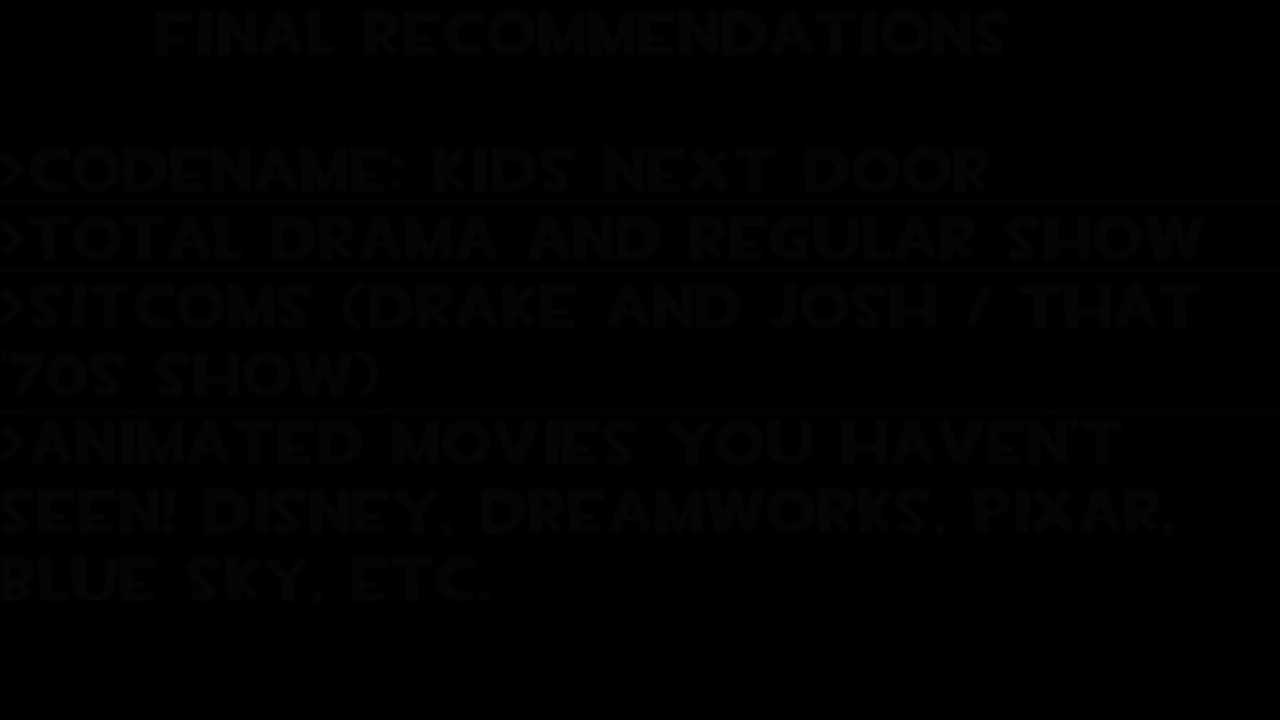 FINAL RECOMMENDATIONS
>CODENAME: KIDS NEXT DOOR
>TOTAL DRAMA AND REGULAR SHOW
>SITCOMS (DRAKE AND JOSH / THAT
'70S SHOW)
>ANIMATED MOVIES YOU HAVEN'T
SEEN! DISNEY, DREAMWORKS, PIXAR,
BLUE SKY, ETC.